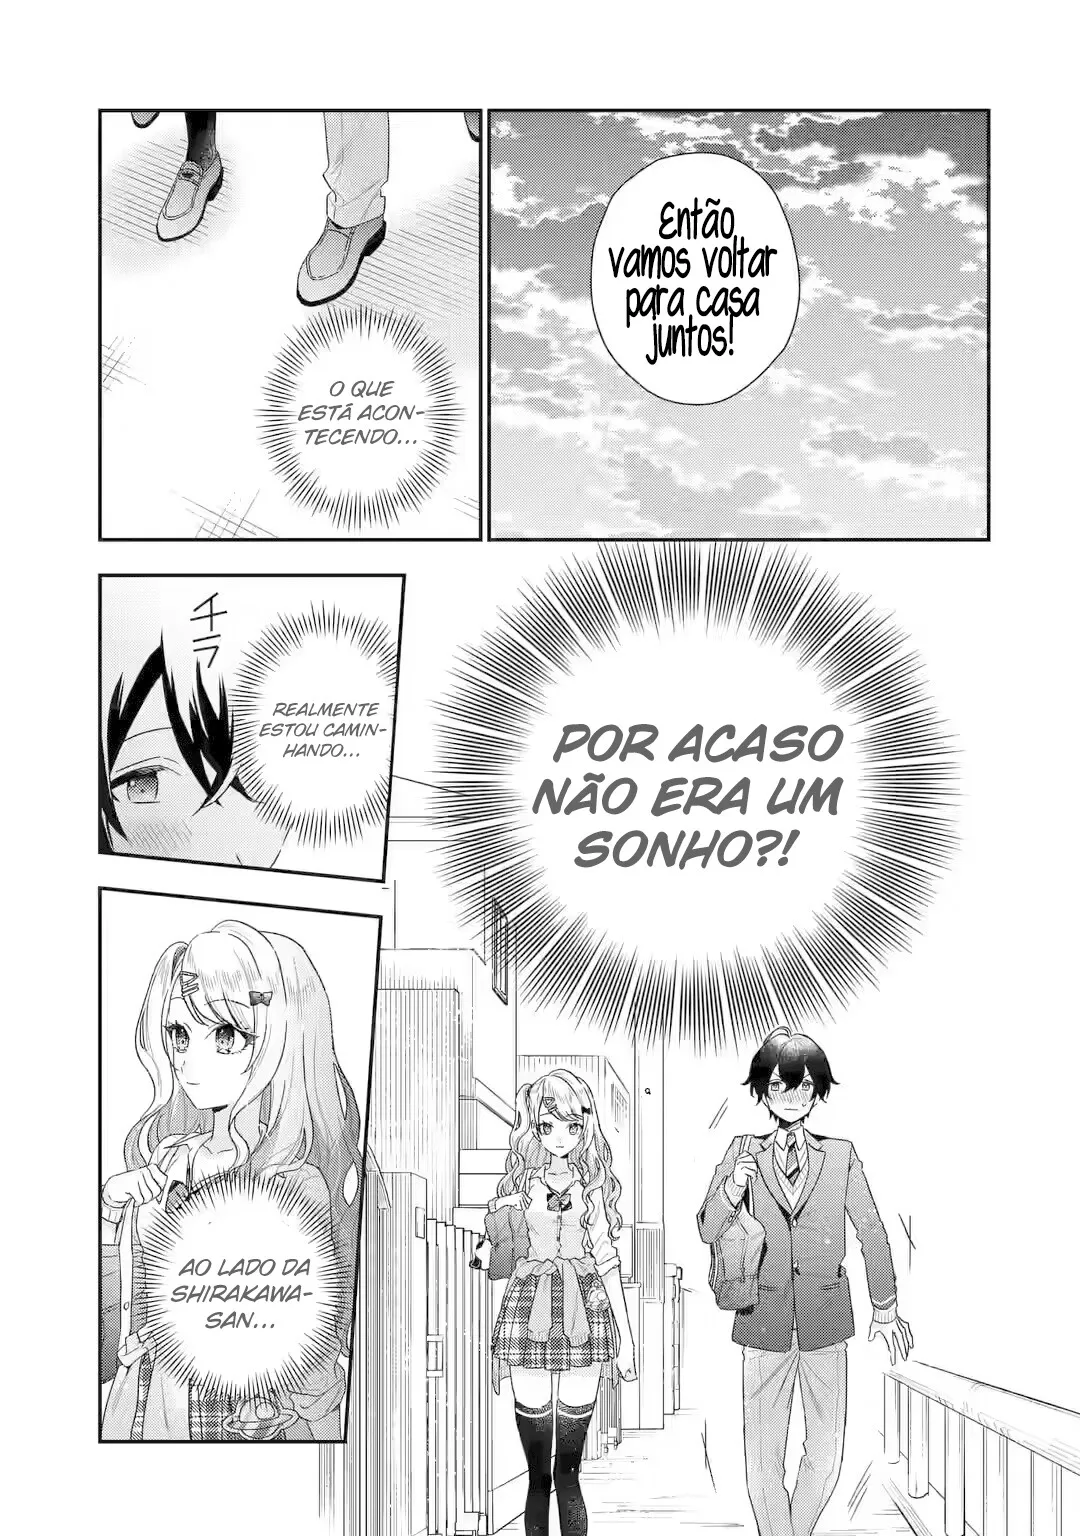 Então
vamos voltar
para casa
juntos!
O QUE
ESTÁ ACON-
TECENDO...
POR ACASO
NÃO ERA UM
SONHO?!
チラ
REALMENTE
ESTOU CAMIN-
HANDO...
AO LADO DA
SHIRAKAWA-
SAN...